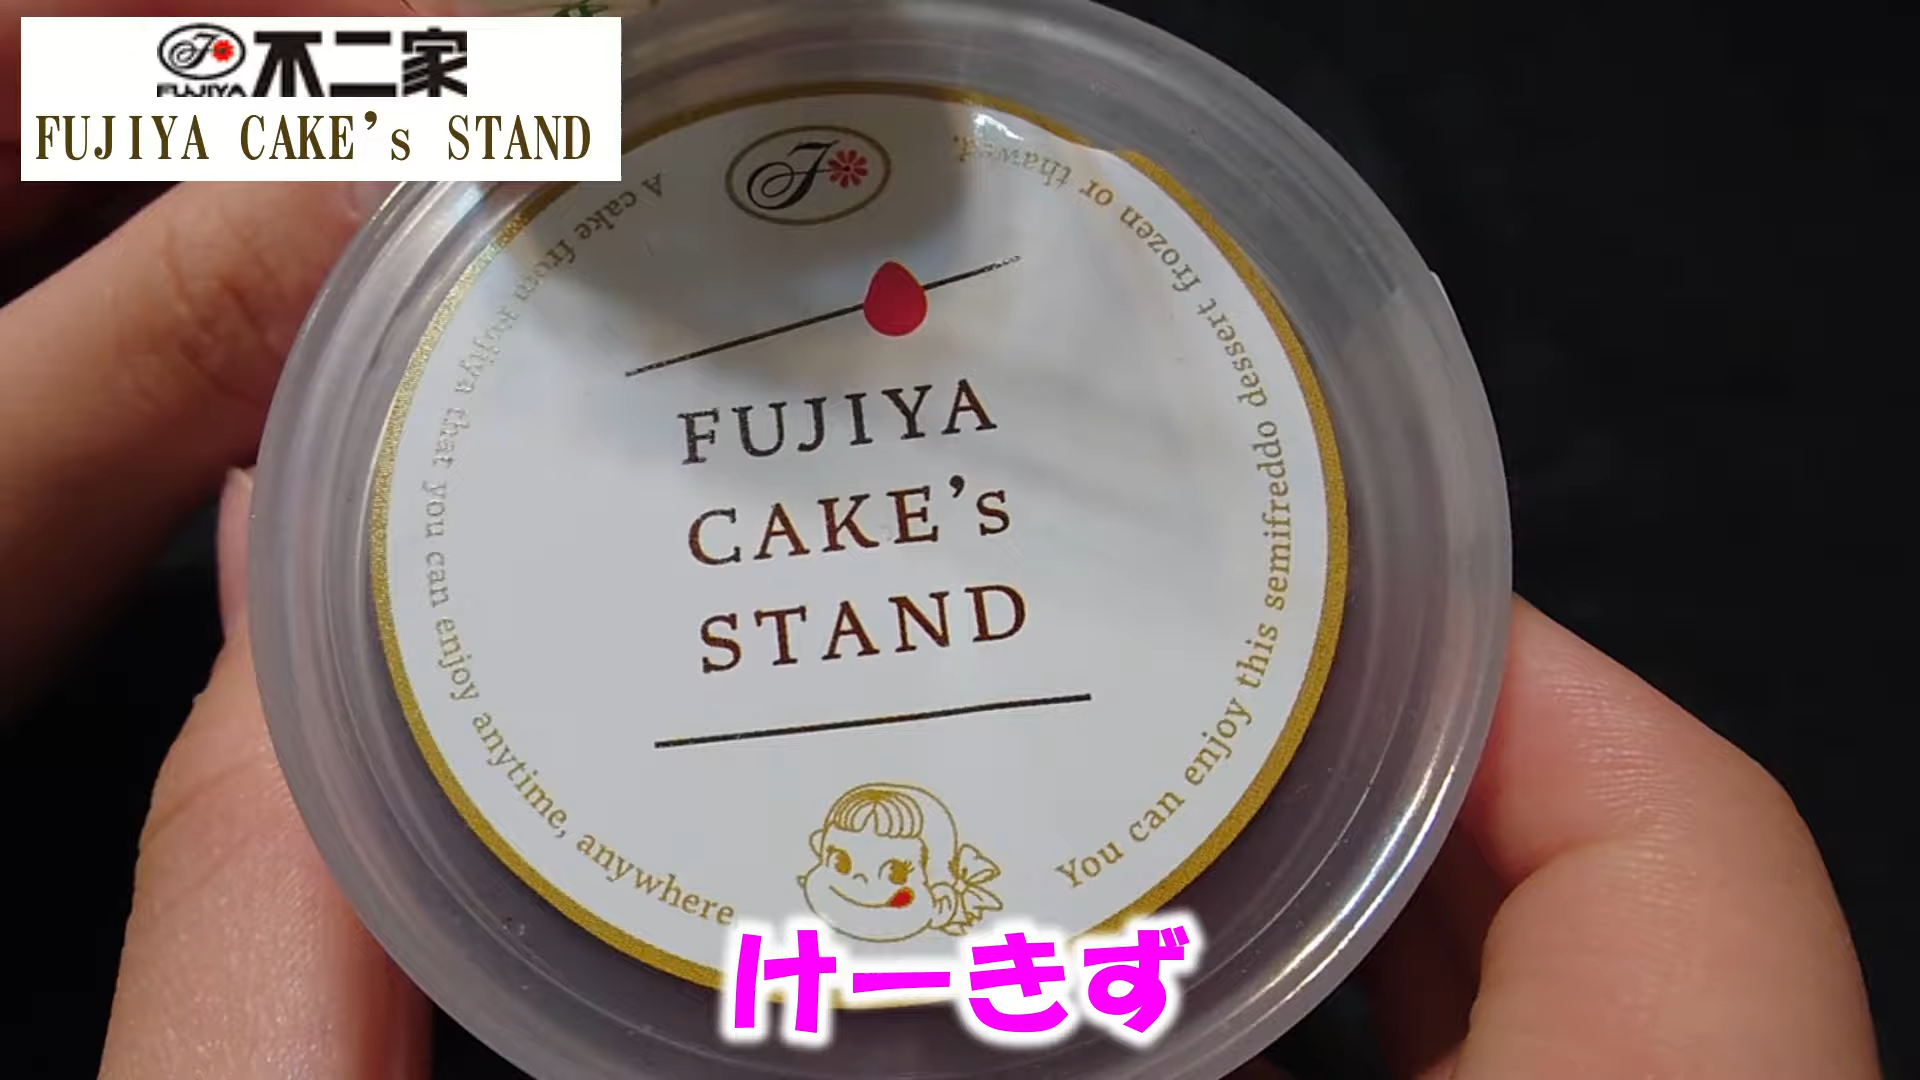 FUJIYA 不二家
FUJIYA CAKE's STAND
A cake from Fujiya that you can enjoy anytime, anywhere.
FUJIYA
CAKE's
STAND
You can enjoy this semifreddo dessert frozen or thawed.
けーきず